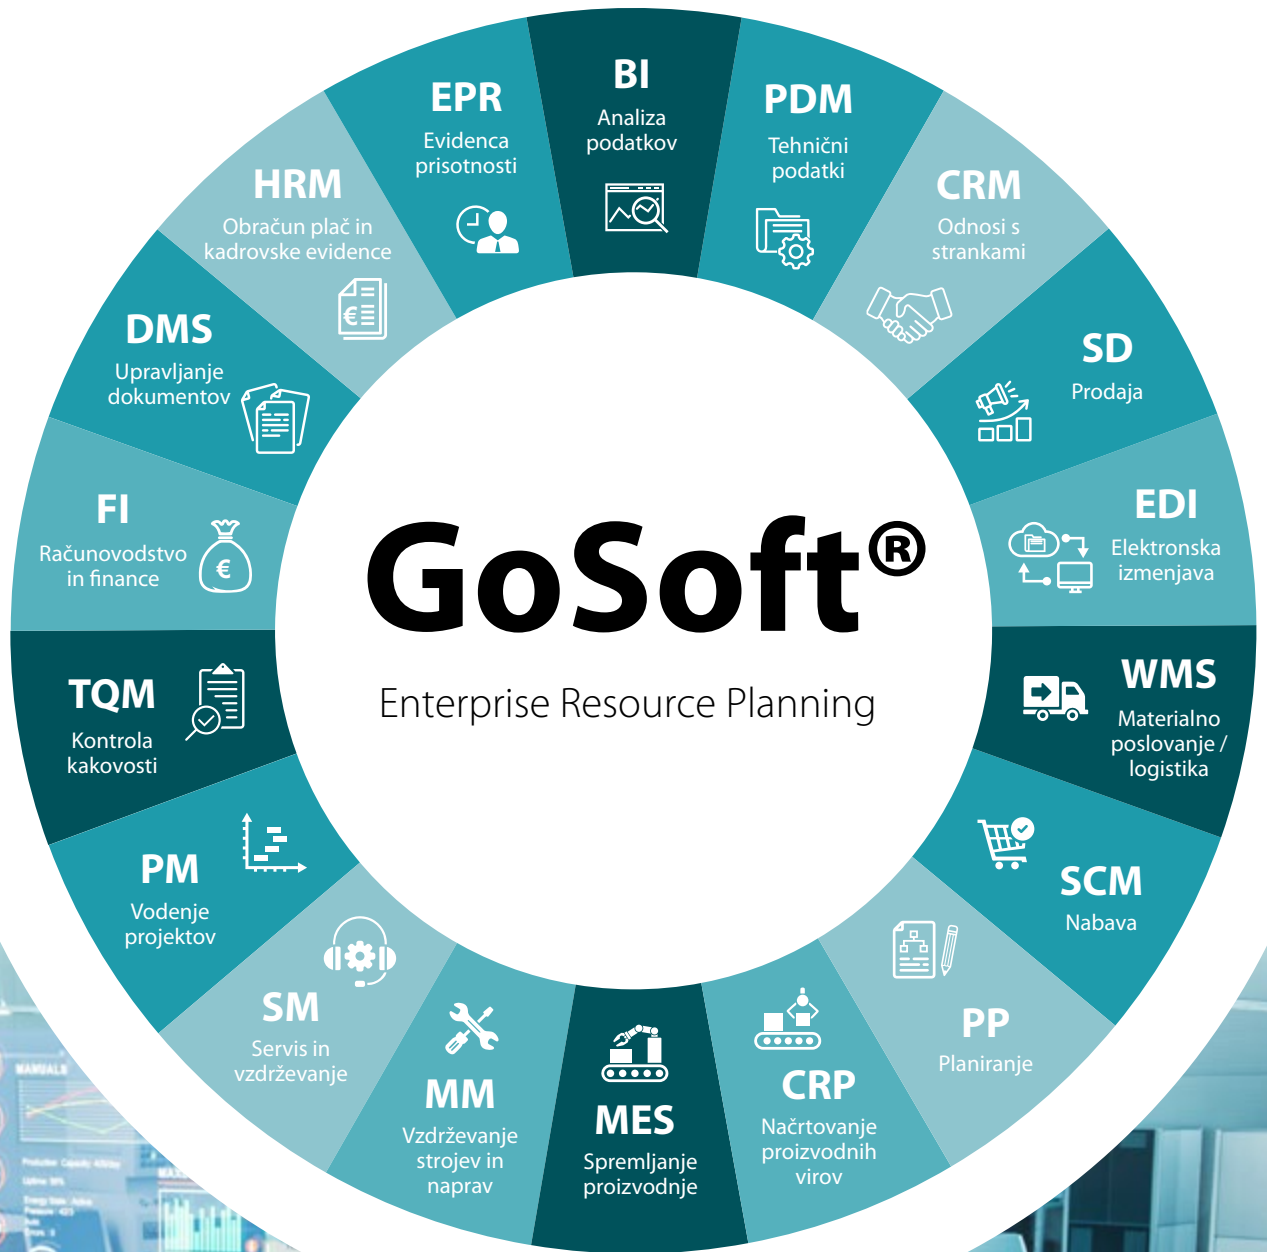 BI
Analiza
podatkov
PDM
Tehnični
podatki
CRM
Odnosi s
strankami
SD
Prodaja
EDI
Elektronska
izmenjava
WMS
Materialno
poslovanje /
logistika
SCM
Nabava
PP
Planiranje
CRP
Načrtovanje
proizvodnih
virov
MES
Spremljanje
proizvodnje
MM
Vzdrževanje
strojev in
naprav
SM
Servis in
vzdrževanje
PM
Vodenje
projektov
TQM
Kontrola
kakovosti
FI
Računovodstvo
in finance
€
DMS
Upravljanje
dokumentov
HRM
Obračun plač in
kadrovske evidence
€
EPR
Evidenca
prisotnosti
GoSoft®
Enterprise Resource Planning
MANUALS